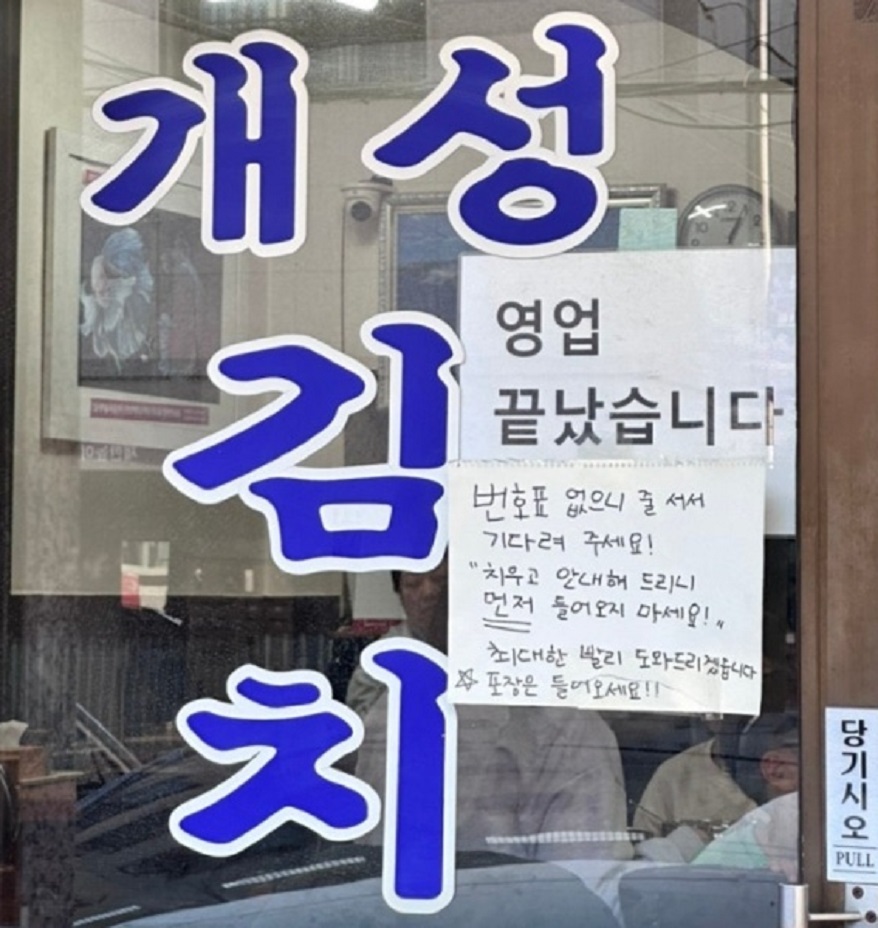 개성
김
치
영업
끝났습니다
번호표 없으니 줄 서서
기다려 주세요!
"치우고 안내해 드리니
먼저 들어오지 마세요!"
최대한 빨리 도와드리겠습니다
☆ 포장은 들어오세요!!
당기시오
PULL